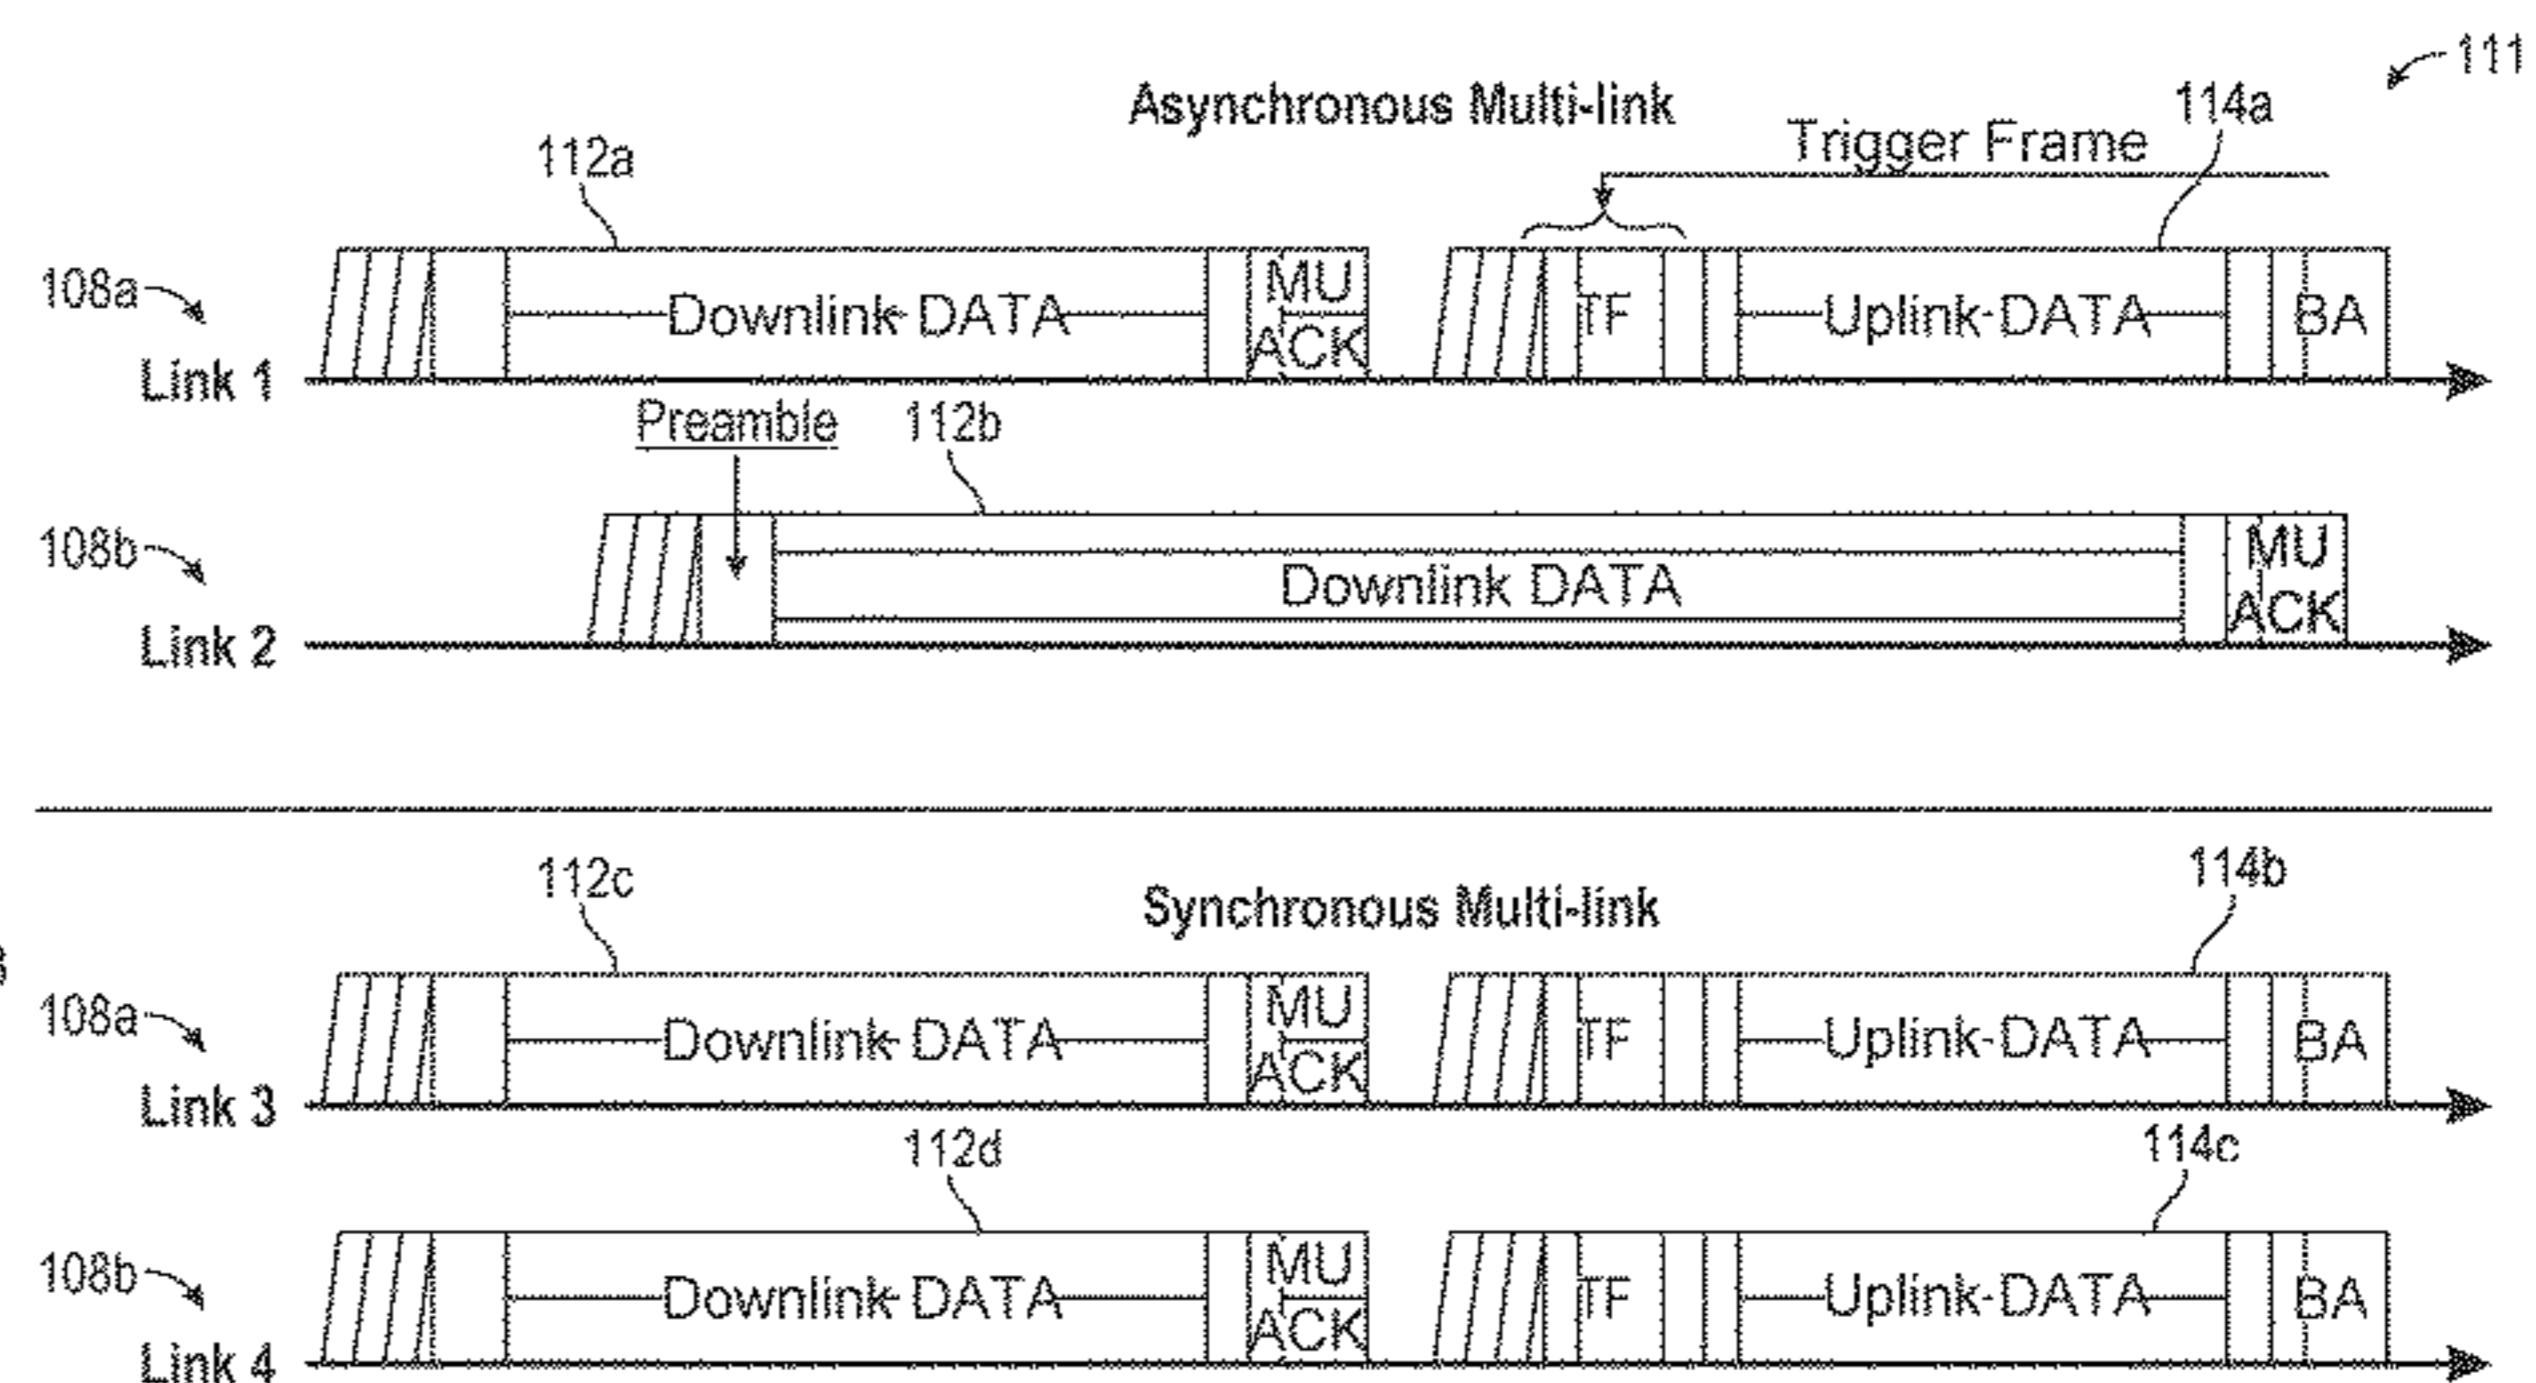 111
Asynchronous Multi-link
114a
Trigger Frame
112a
108a
Downlink DATA
MU
ACK
TF
Uplink DATA
BA
Link 1
Preamble
112b
108b
Downlink DATA
MU
ACK
Link 2
112c
Synchronous Multi-link
114b
108a
Downlink DATA
MU
ACK
TF
Uplink DATA
BA
Link 3
112d
114c
108b
Downlink DATA
MU
ACK
TF
Uplink DATA
BA
Link 4